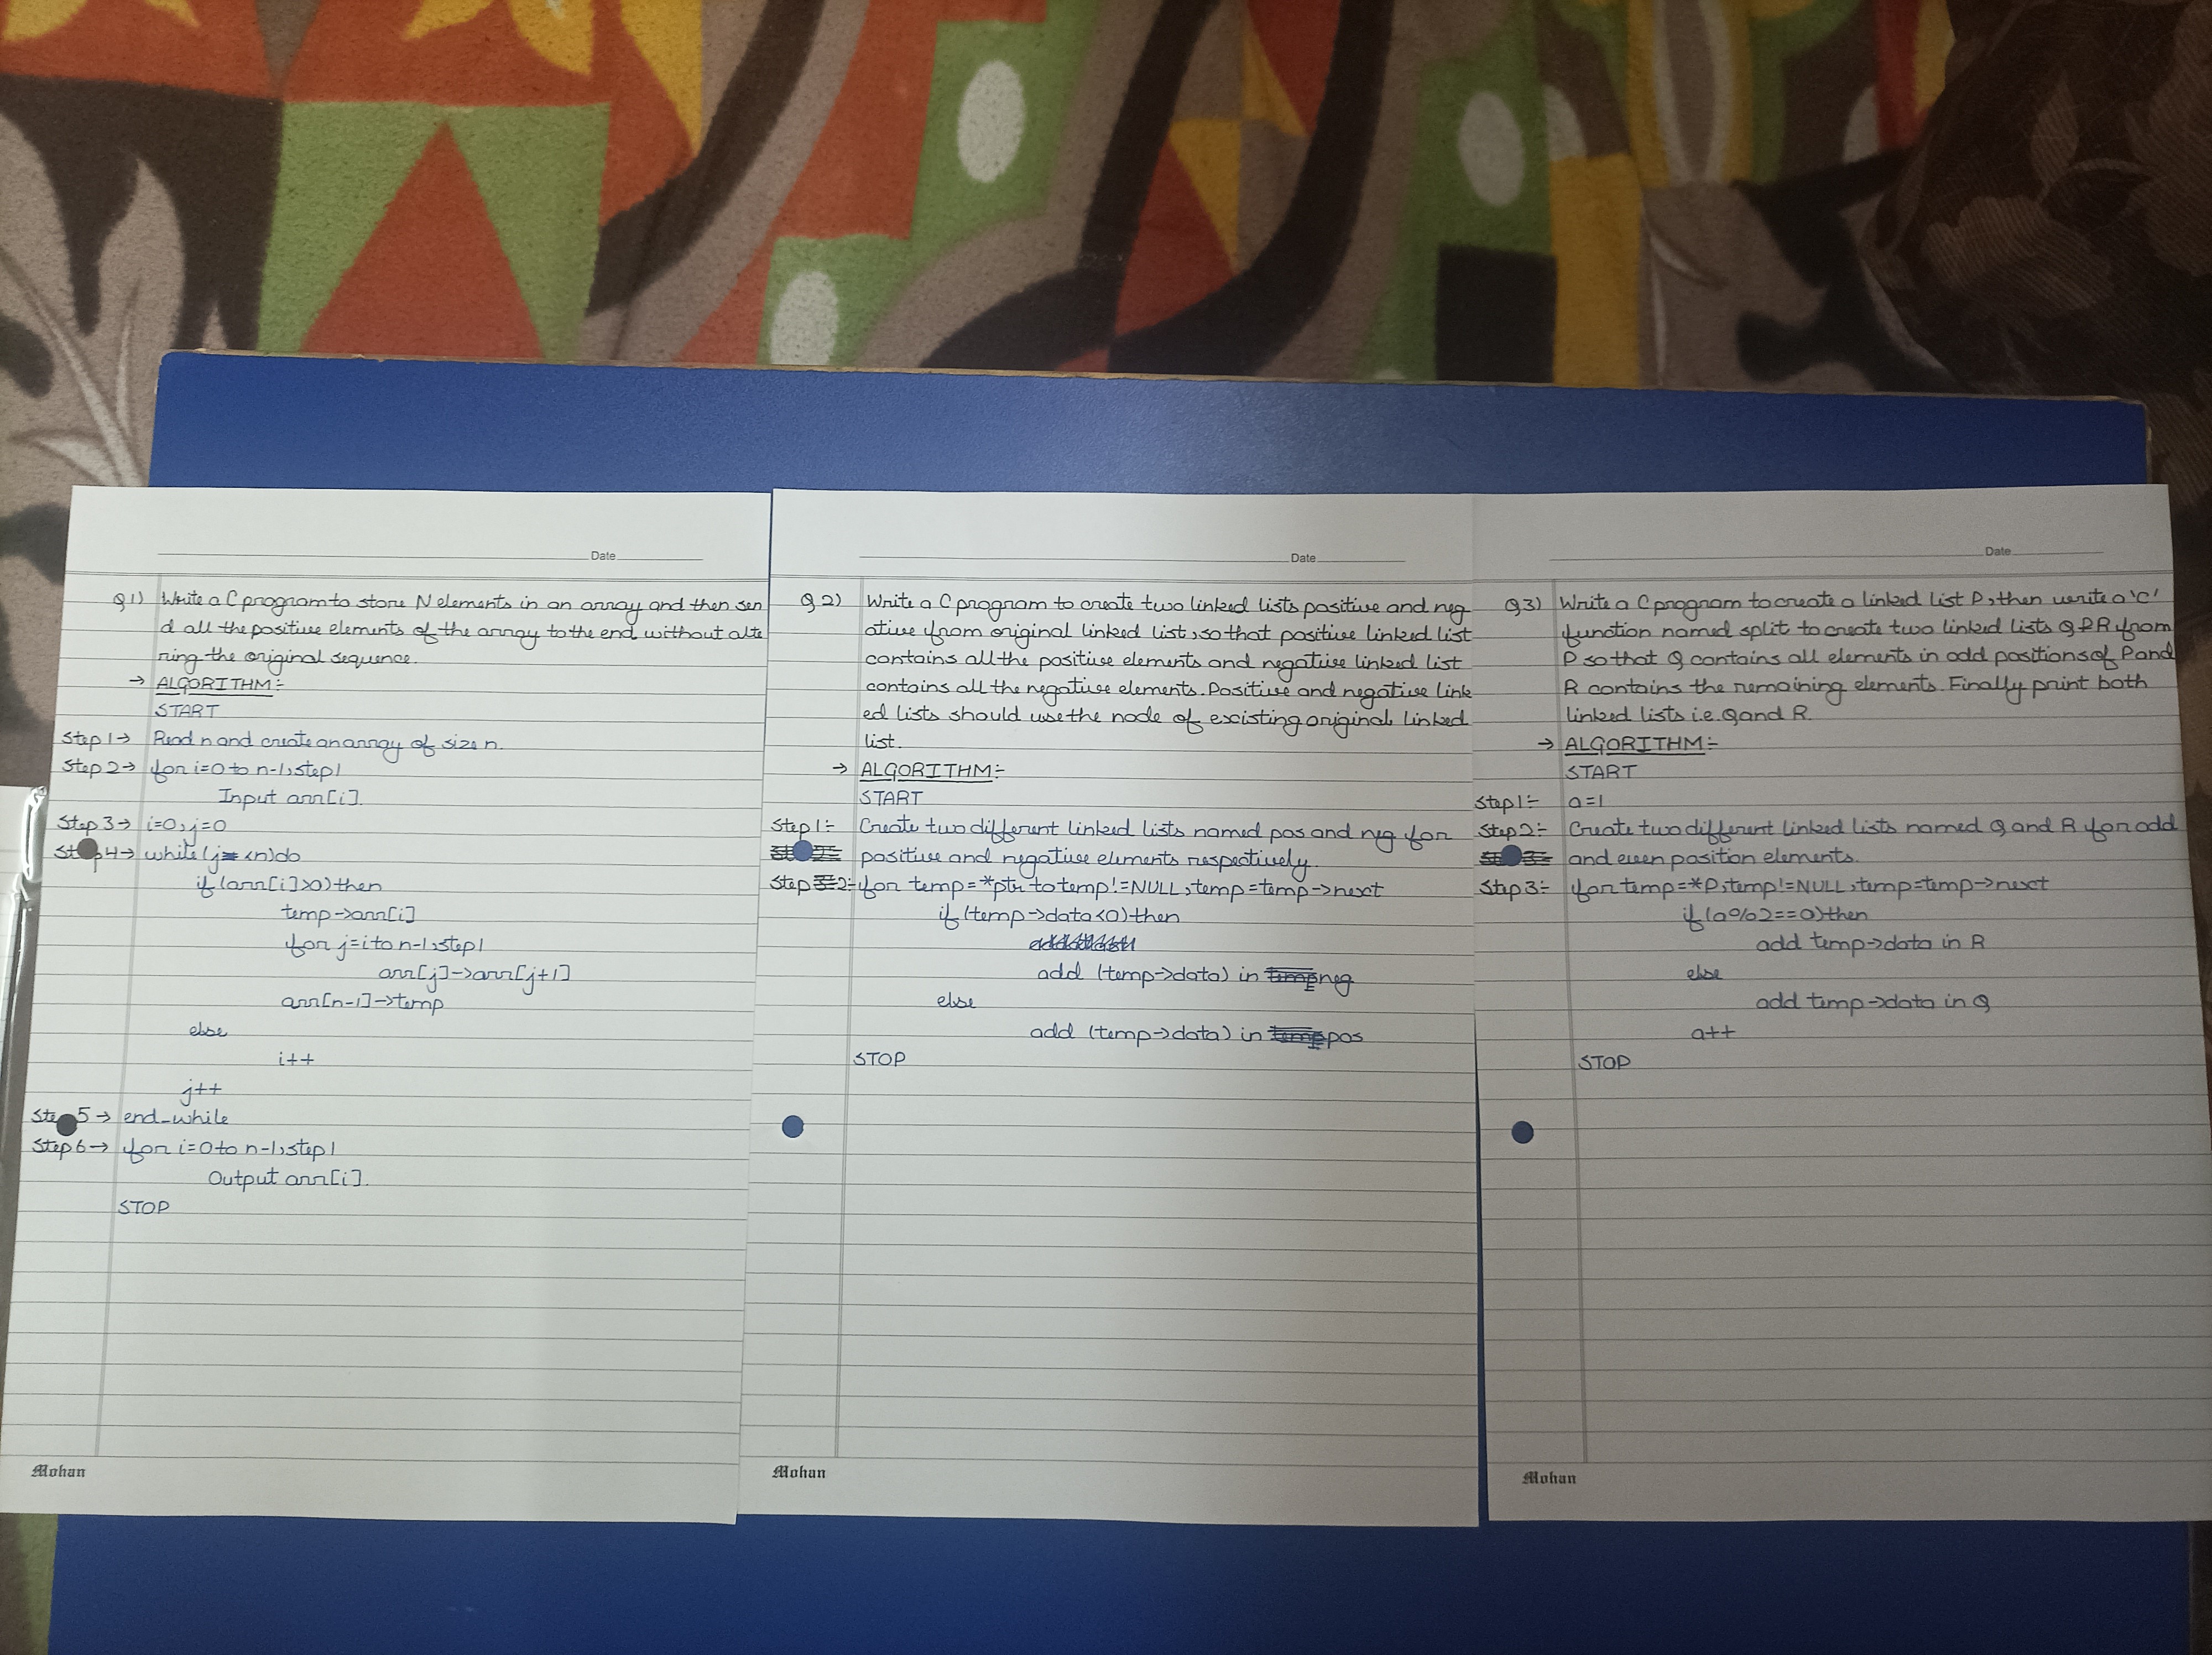 Date
Q1) Write a C program to store N elements in an array and then sen
d all the positive elements of the array to the end without alte
ring the original sequence.
→ ALGORITHM:-
START
Step 1→ Read n and create an array of size n.
Step 2→ for i=0 to n-1, step 1
Input arr[i].
Step 3→ i=0, j=0
Step 4→ while (j< n) do
if (arr[i]>0) then
temp→arr[i]
for j=i to n-1, step 1
arr[j]→arr[j+1]
arr[n-1]→temp
else
i++
j++
Step 5→ end_while
Step 6→ for i=0 to n-1, step 1
Output arr[i].
STOP
Mohan
Date
Q2) Write a C program to create two linked lists positive and neg
ative from original linked list, so that positive linked list
contains all the positive elements and negative linked list
contains all the negative elements. Positive and negative link
ed lists should use the node of excisting original linked
list.
→ ALGORITHM:-
START
Step 1:- Create two different linked lists named pos and neg for
positive and negative elements respectively.
Step 2:- for temp=*ptr to temp!=NULL, temp=temp→next
if (temp→data<0) then
add (temp→data) in neg
else
add (temp→data) in pos
STOP
Mohan
Date
Q3) Write a C program to create a linked list P, then write a 'C'
function named split to create two linked lists Q & R from
P so that Q contains all elements in odd positions of P and
R contains the remaining elements. Finally print both
linked lists i.e. Q and R.
→ ALGORITHM:-
START
Step 1:- a=1
Step 2:- Create two different linked lists named Q and R for odd
and even position elements.
Step 3:- for temp=*P, temp!=NULL, temp=temp→next
if (a%2==0) then
add temp→data in R
else
add temp→data in Q
a++
STOP
Mohan